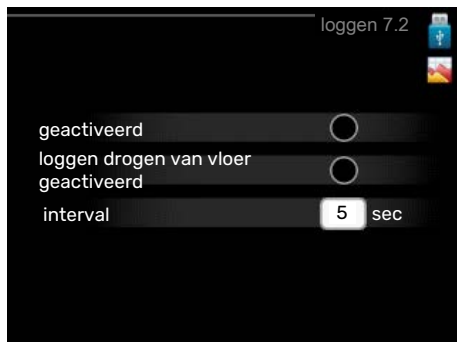 loggen 7.2
geactiveerd
loggen drogen van vloer
geactiveerd
interval 5 sec